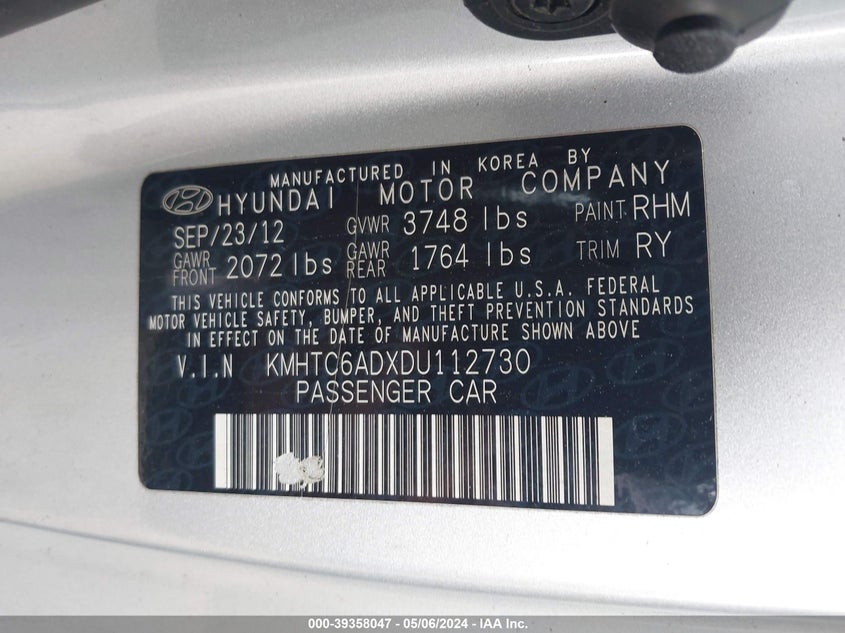 MANUFACTURED IN KOREA BY
HYUNDAI MOTOR COMPANY
SEP/23/12 GVWR 3748 lbs PAINT RHM
GAWR FRONT 2072 lbs GAWR REAR 1764 lbs TRIM RY
THIS VEHICLE CONFORMS TO ALL APPLICABLE U.S.A. FEDERAL
MOTOR VEHICLE SAFETY, BUMPER, AND THEFT PREVENTION STANDARDS
IN EFFECT ON THE DATE OF MANUFACTURE SHOWN ABOVE
V.I.N KMHTC6ADXDU112730
PASSENGER CAR
000-39358047 - 05/06/2024 - IAA Inc.